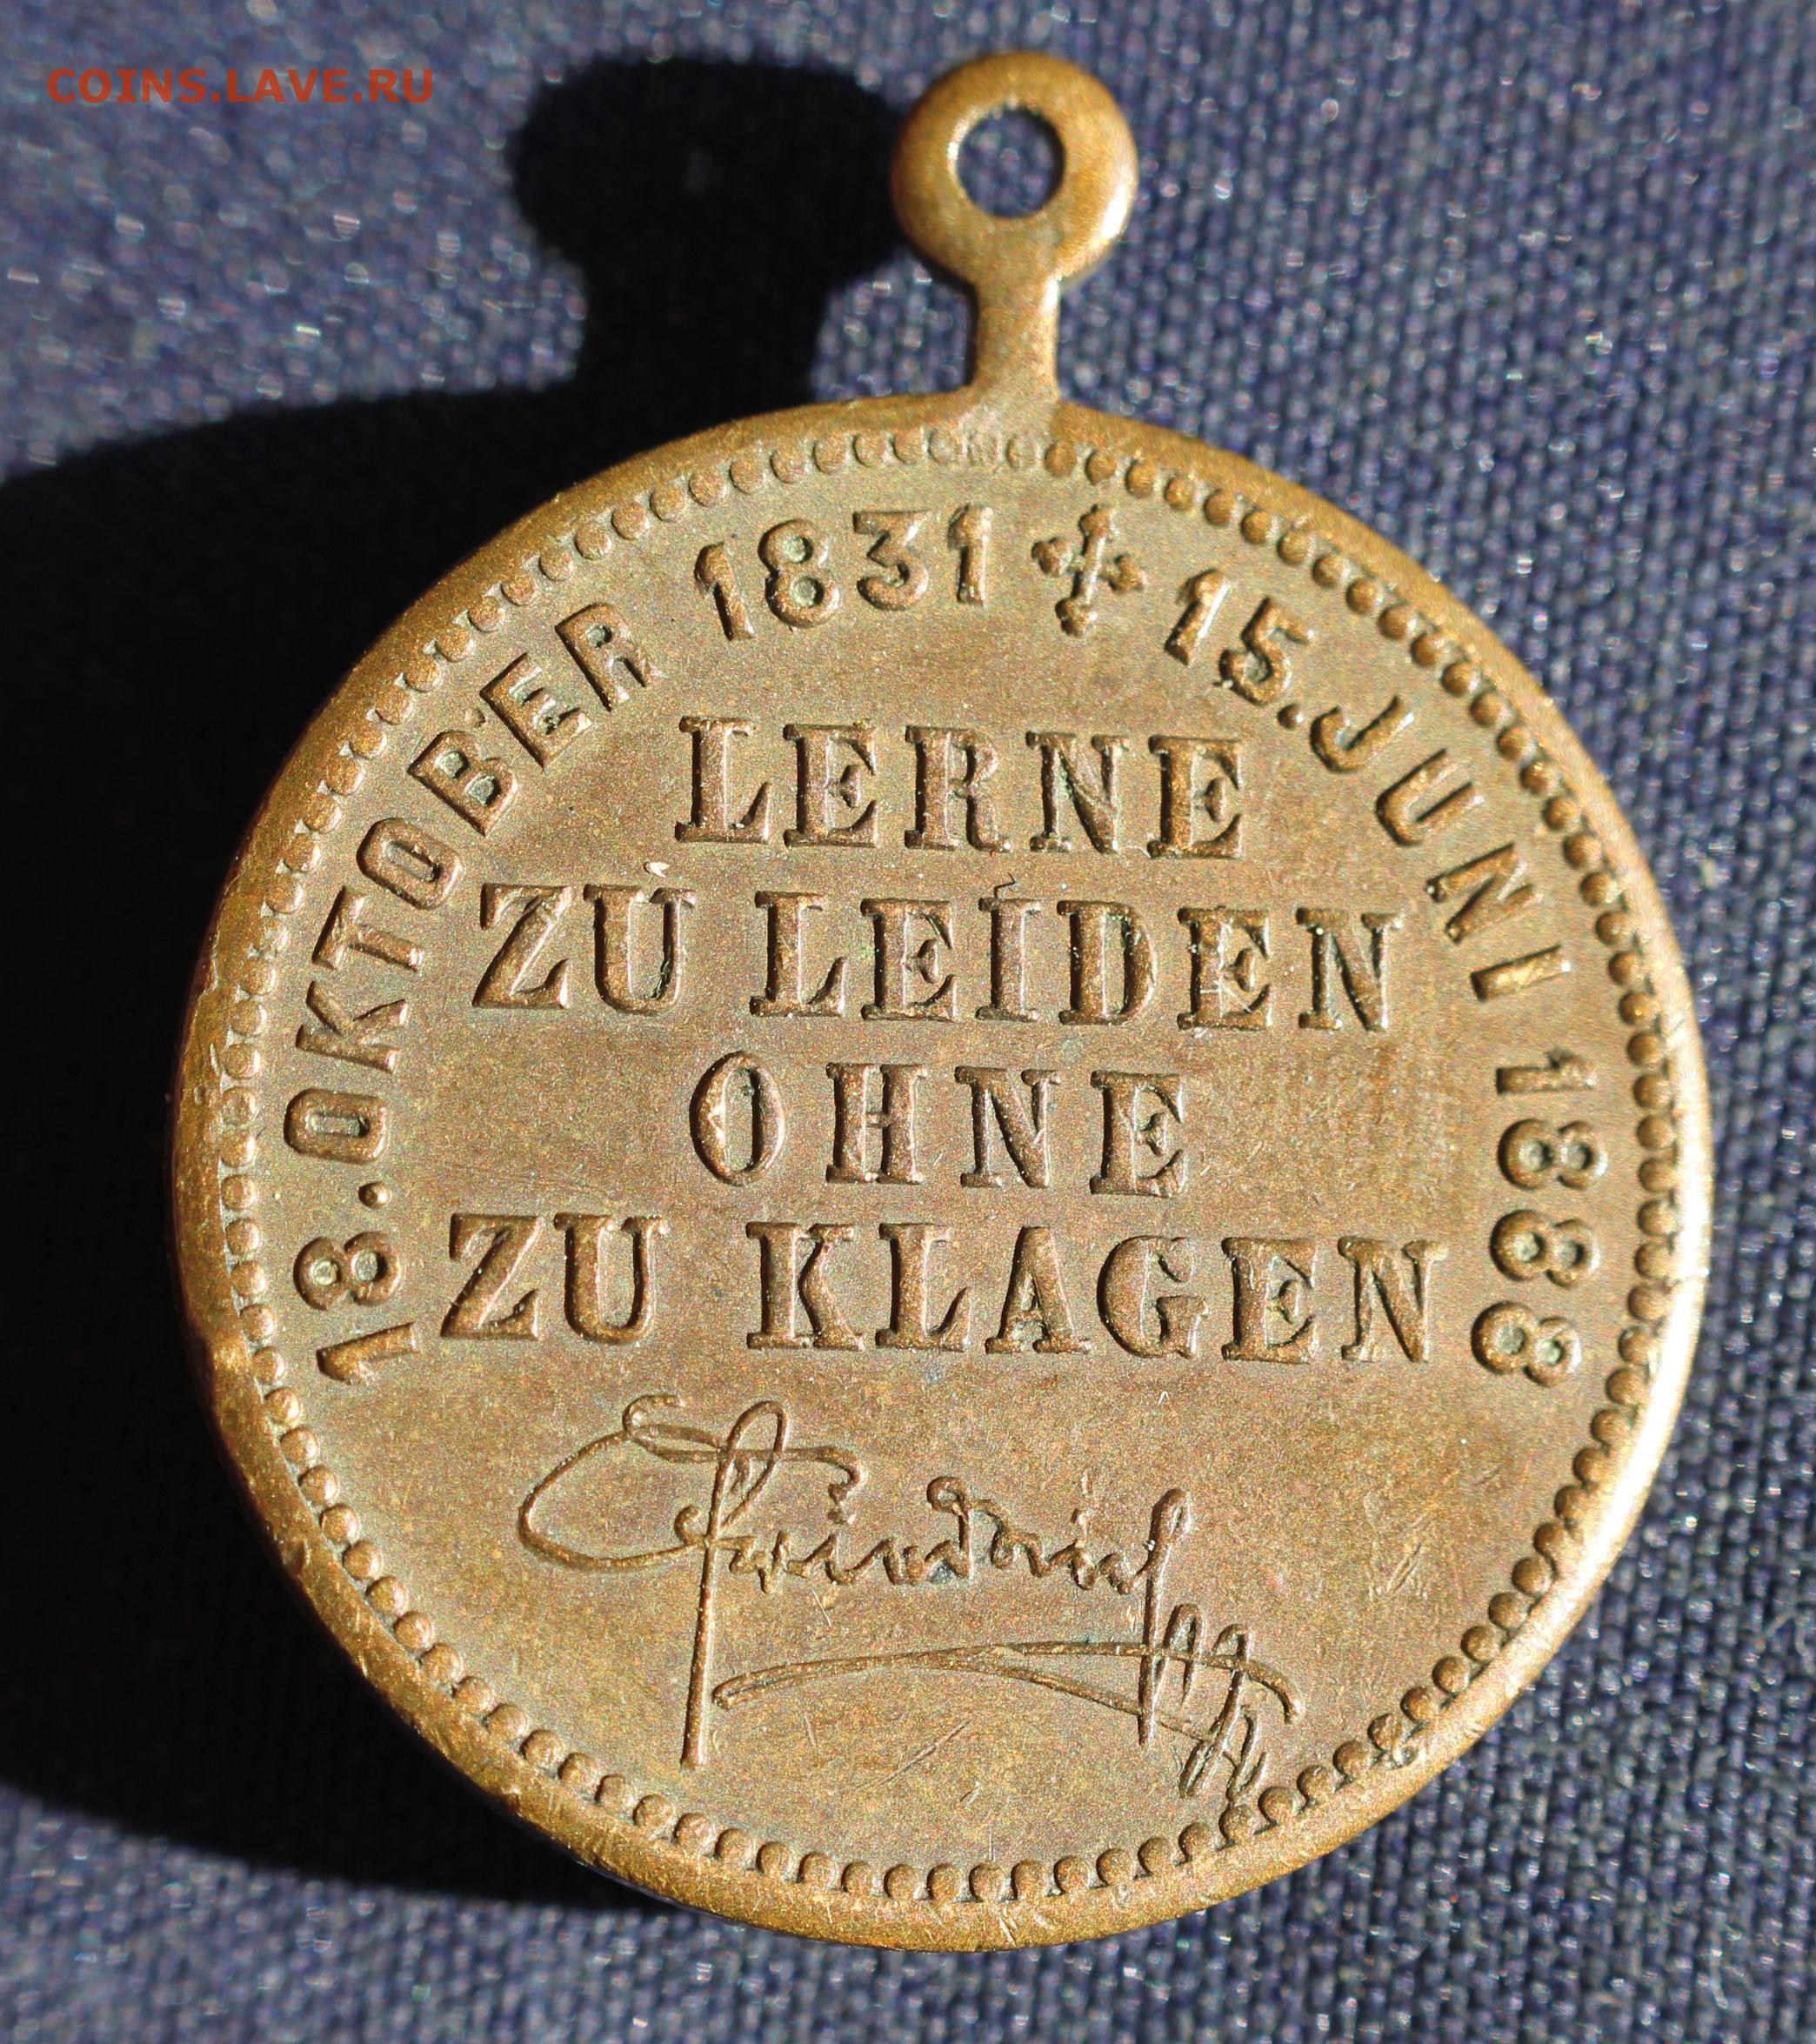 COINS.LAVE.RU
18. OKTOBER 1831 ✣ 15. JUNI 1888
LERNE
ZU LEIDEN
OHNE
ZU KLAGEN
Friedrich